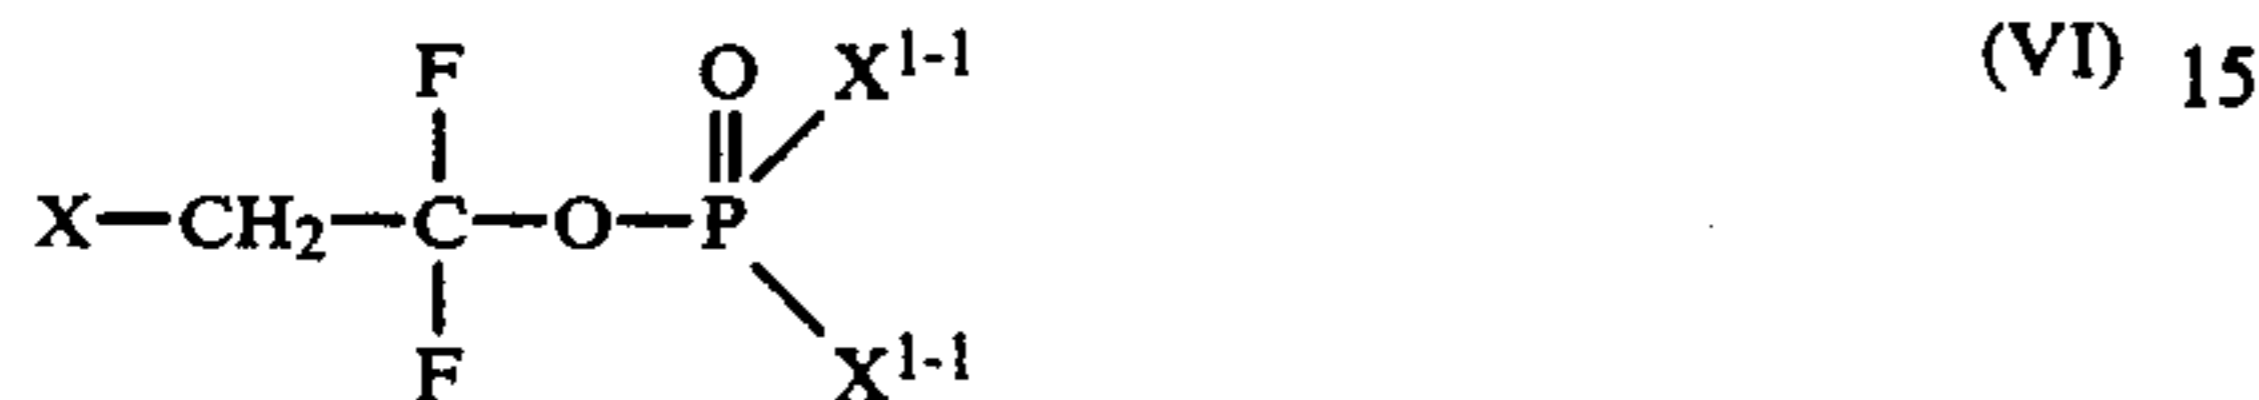 F O X1-1 (VI) 15
X—CH2—C—O—P
F X1-1